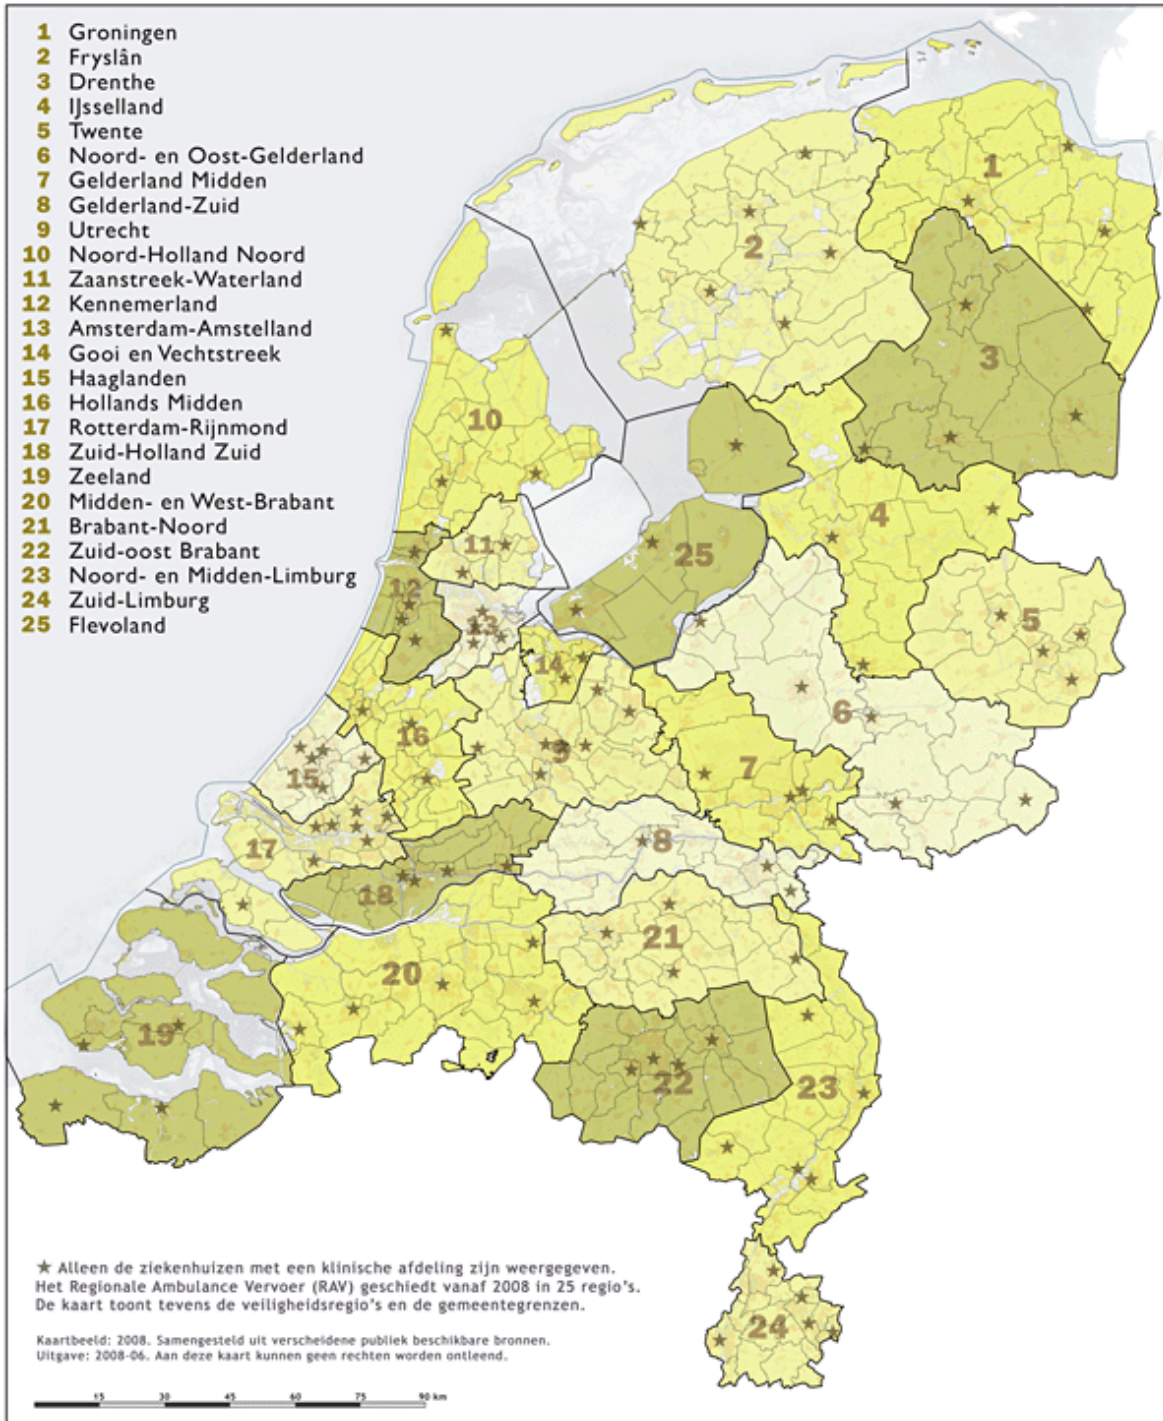 1 Groningen
2 Fryslân
3 Drenthe
4 IJsselland
5 Twente
6 Noord- en Oost-Gelderland
7 Gelderland Midden
8 Gelderland-Zuid
9 Utrecht
10 Noord-Holland Noord
11 Zaanstreek-Waterland
12 Kennemerland
13 Amsterdam-Amstelland
14 Gooi en Vechtstreek
15 Haaglanden
16 Hollands Midden
17 Rotterdam-Rijnmond
18 Zuid-Holland Zuid
19 Zeeland
20 Midden- en West-Brabant
21 Brabant-Noord
22 Zuid-oost Brabant
23 Noord- en Midden-Limburg
24 Zuid-Limburg
25 Flevoland
1
2
3
10
4
11
25
12
13
5
14
6
16
9
15
7
17
8
18
21
20
19
22
23
24
★ Alleen de ziekenhuizen met een klinische afdeling zijn weergegeven.
Het Regionale Ambulance Vervoer (RAV) geschiedt vanaf 2008 in 25 regio's.
De kaart toont tevens de veiligheidsregio's en de gemeentegrenzen.
Kaartbeeld: 2008. Samengesteld uit verscheidene publiek beschikbare bronnen.
Uitgave: 2008-06. Aan deze kaart kunnen geen rechten worden ontleend.
15 30 45 60 75 90 km